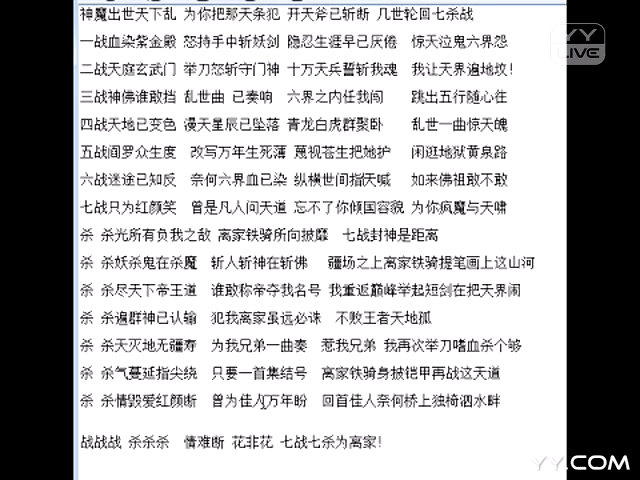 神魔出世天下乱 为你把那天条犯 开天斧已斩断 几世轮回七杀战
YY
LIVE
一战血染紫金殿 怒持手中斩妖剑 隐忍生涯早已厌倦 惊天泣鬼六界怨
二战天庭玄武门 举刀怒斩守门神 十万天兵誓斩我魂 我让天界遍地坟!
三战神佛谁敢挡 乱世曲 已奏响 六界之内任我闯 跳出五行随心往
四战天地已变色 漫天星辰已坠落 青龙白虎群聚卧 乱世一曲惊天魄
五战阎罗众生度 改写万年生死薄 蔑视苍生把她护 闲逛地狱黄泉路
六战迷途已知反 奈何六界血已染 纵横世间指天喊 如来佛祖敢不敢
七战只为红颜笑 曾是凡人问天道 忘不了你倾国容貌 为你疯魔与天啸
杀 杀光所有负我之敌 离家铁骑所向披靡 七战封神是距离
杀 杀妖杀鬼在杀魔 斩人斩神在斩佛 疆场之上离家铁骑提笔画上这山河
杀 杀尽天下帝王道 谁敢称帝夺我名号 我重返巅峰举起短剑在把天界闹
杀 杀遍群神已认输 犯我离家虽远必诛 不败王者天地孤
杀 杀天灭地无疆寿 为我兄弟一曲奏 惹我兄弟 我再次举刀嗜血杀个够
杀 杀气蔓延指尖绕 只要一首集结号 离家铁骑身披铠甲再战这天道
杀 杀情毁爱红颜断 曾为佳人万年盼 回首佳人奈何桥上独椅泗水畔
战战战 杀杀杀 情难断 花非花 七战七杀为离家!
YY.COM